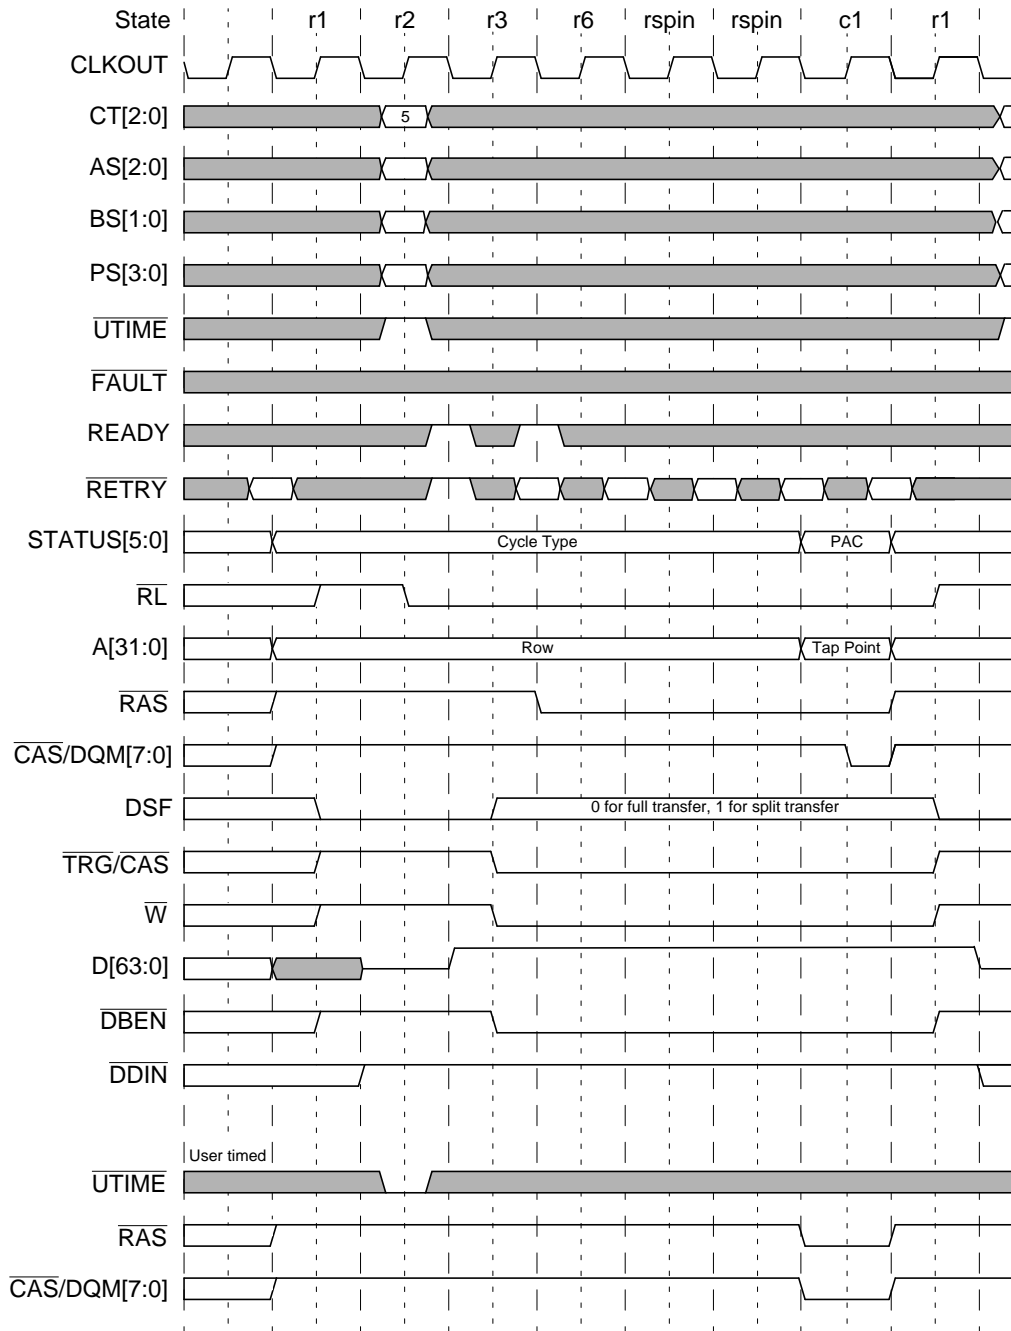 State r1 r2 r3 r6 rspin rspin c1 r1
CLKOUT
CT[2:0] 5
AS[2:0]
BS[1:0]
PS[3:0]
UTIME
FAULT
READY
RETRY
STATUS[5:0] Cycle Type PAC
RL
A[31:0] Row Tap Point
RAS
CAS/DQM[7:0]
DSF 0 for full transfer, 1 for split transfer
TRG/CAS
W
D[63:0]
DBEN
DDIN
User timed
UTIME
RAS
CAS/DQM[7:0]